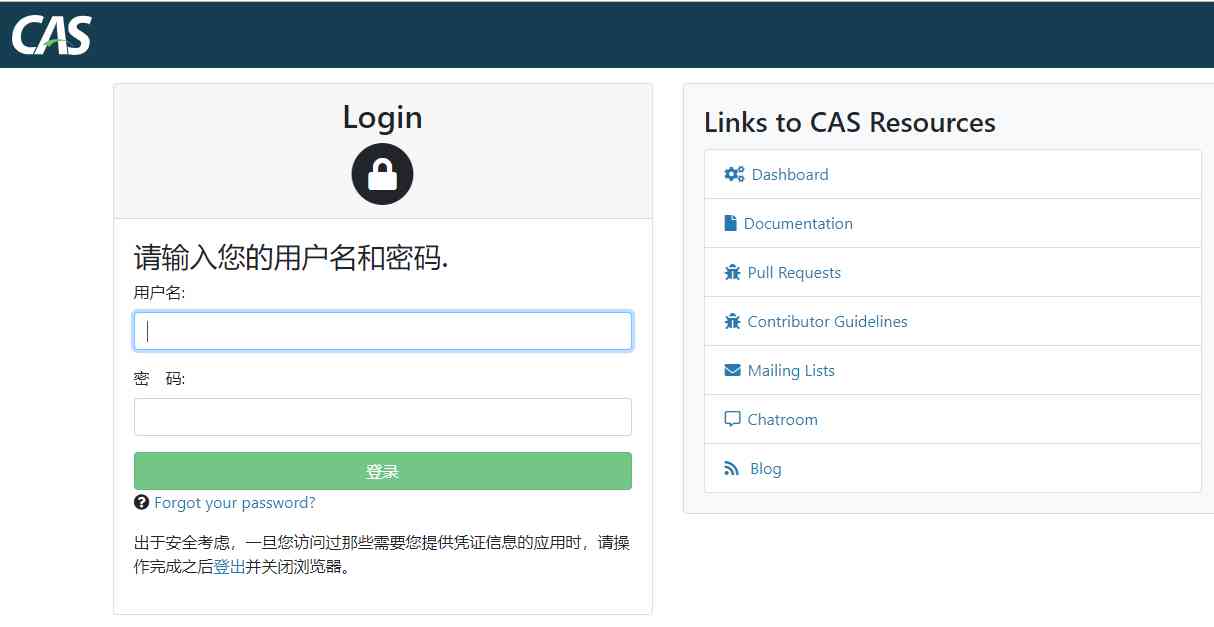 CAS
Login
请输入您的用户名和密码.
用户名:
密 码:
登录
Forgot your password?
出于安全考虑，一旦您访问过那些需要您提供凭证信息的应用时，请操
作完成之后登出并关闭浏览器。
Links to CAS Resources
Dashboard
Documentation
Pull Requests
Contributor Guidelines
Mailing Lists
Chatroom
Blog